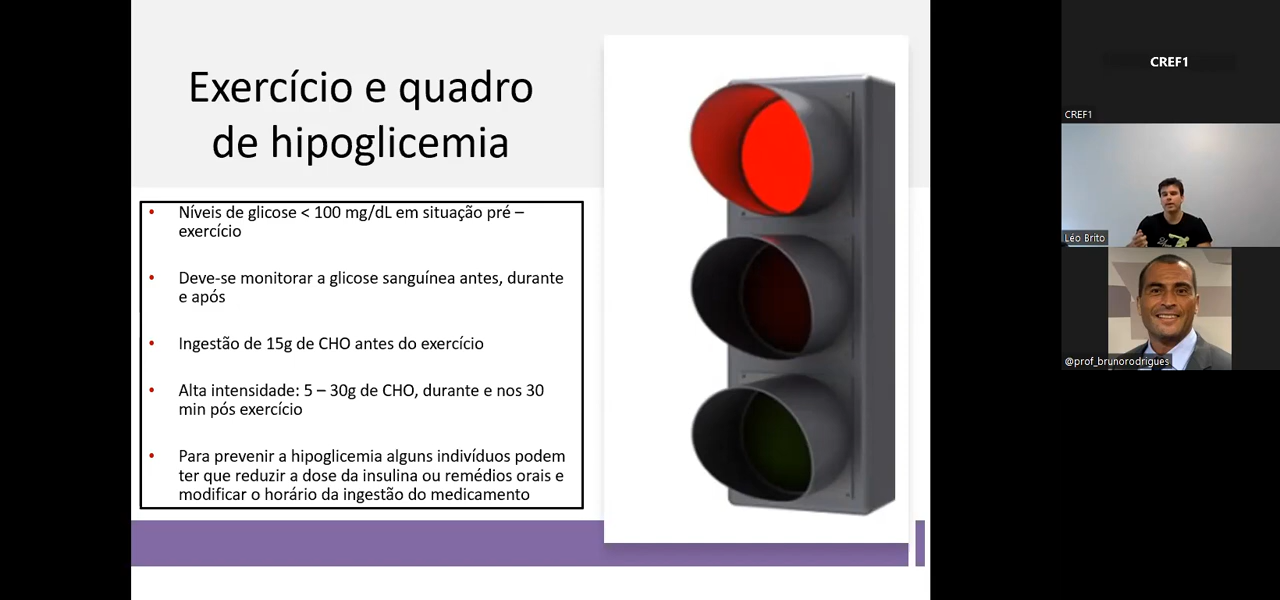 Exercício e quadro
de hipoglicemia
• Níveis de glicose < 100 mg/dL em situação pré –
exercício
• Deve-se monitorar a glicose sanguínea antes, durante
e após
• Ingestão de 15g de CHO antes do exercício
• Alta intensidade: 5 – 30g de CHO, durante e nos 30
min pós exercício
• Para prevenir a hipoglicemia alguns indivíduos podem
ter que reduzir a dose da insulina ou remédios orais e
modificar o horário da ingestão do medicamento
CREF1
CREF1
Léo Brito
@prof_brunorodrigues